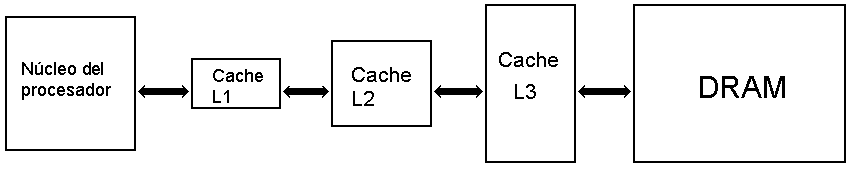 Núcleo del
procesador
Cache
L1
Cache
L2
Cache
L3
DRAM